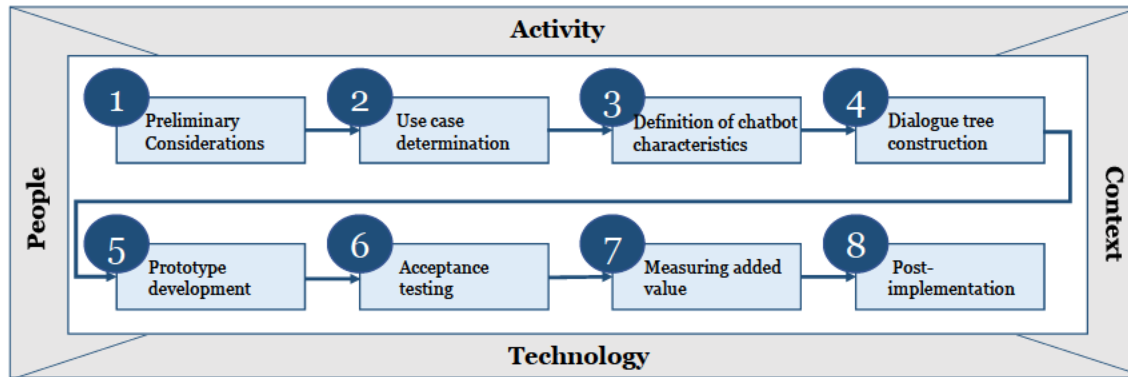 Activity
People
1
Preliminary
Considerations
2
Use case
determination
3
Definition of chatbot
characteristics
4
Dialogue tree
construction
5
Prototype
development
6
Acceptance
testing
7
Measuring added
value
8
Post-
implementation
Context
Technology